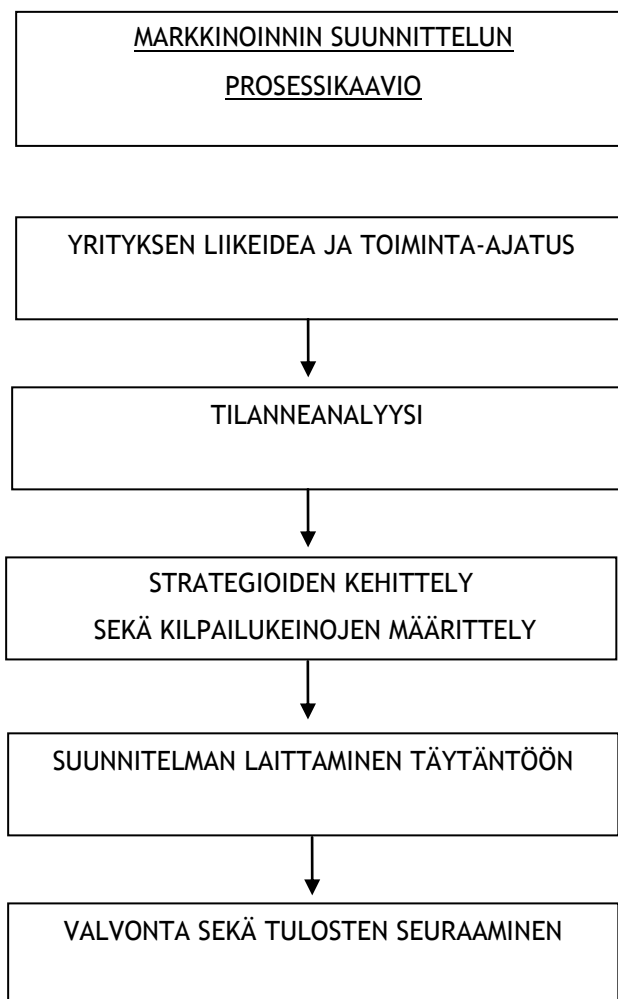 MARKKINOINNIN SUUNNITTELUN
PROSESSIKAAVIO
YRITYKSEN LIIKEIDEA JA TOIMINTA-AJATUS
TILANNEANALYYSI
STRATEGIOIDEN KEHITTELY
SEKÄ KILPAILUKEINOJEN MÄÄRITTELY
SUUNNITELMAN LAITTAMINEN TÄYTÄNTÖÖN
VALVONTA SEKÄ TULOSTEN SEURAAMINEN